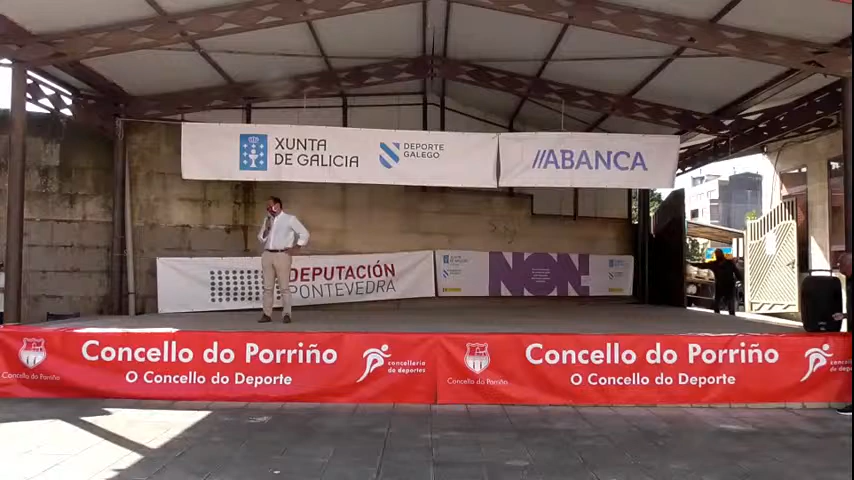 XUNTA
DE GALICIA
DEPORTE
GALEGO
//ABANCA
DEPUTACIÓN
PONTEVEDRA
NON!
Concello do Porriño
O Concello do Deporte
Concello do Porriño
concellería
de deportes
Concello do Porriño
Concello do Porriño
O Concello do Deporte